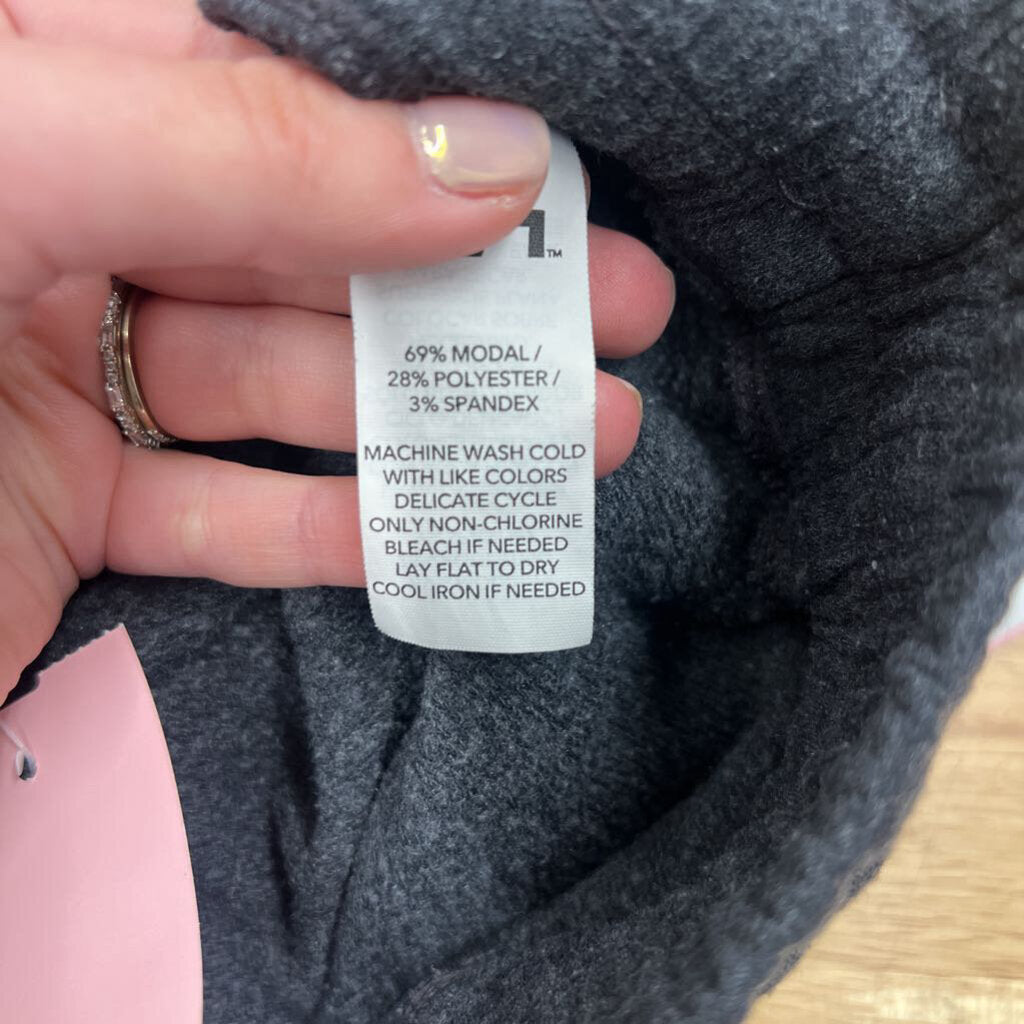 ™
69% MODAL /
28% POLYESTER /
3% SPANDEX
MACHINE WASH COLD
WITH LIKE COLORS
DELICATE CYCLE
ONLY NON-CHLORINE
BLEACH IF NEEDED
LAY FLAT TO DRY
COOL IRON IF NEEDED